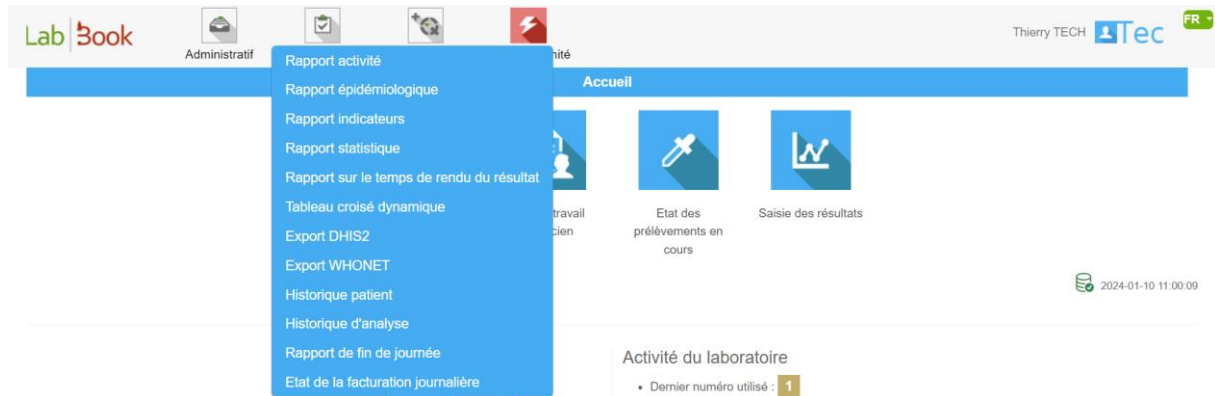 Lab Book
Administratif
nité
Thierry TECH
Tec
FR
Accueil
Rapport activité
Rapport épidémiologique
Rapport indicateurs
Rapport statistique
Rapport sur le temps de rendu du résultat
Tableau croisé dynamique
Export DHIS2
Export WHONET
Historique patient
Historique d'analyse
Rapport de fin de journée
Etat de la facturation journalière
travail
cien
Etat des
prélèvements en
cours
Saisie des résultats
2024-01-10 11:00:09
Activité du laboratoire
• Dernier numéro utilisé : 1